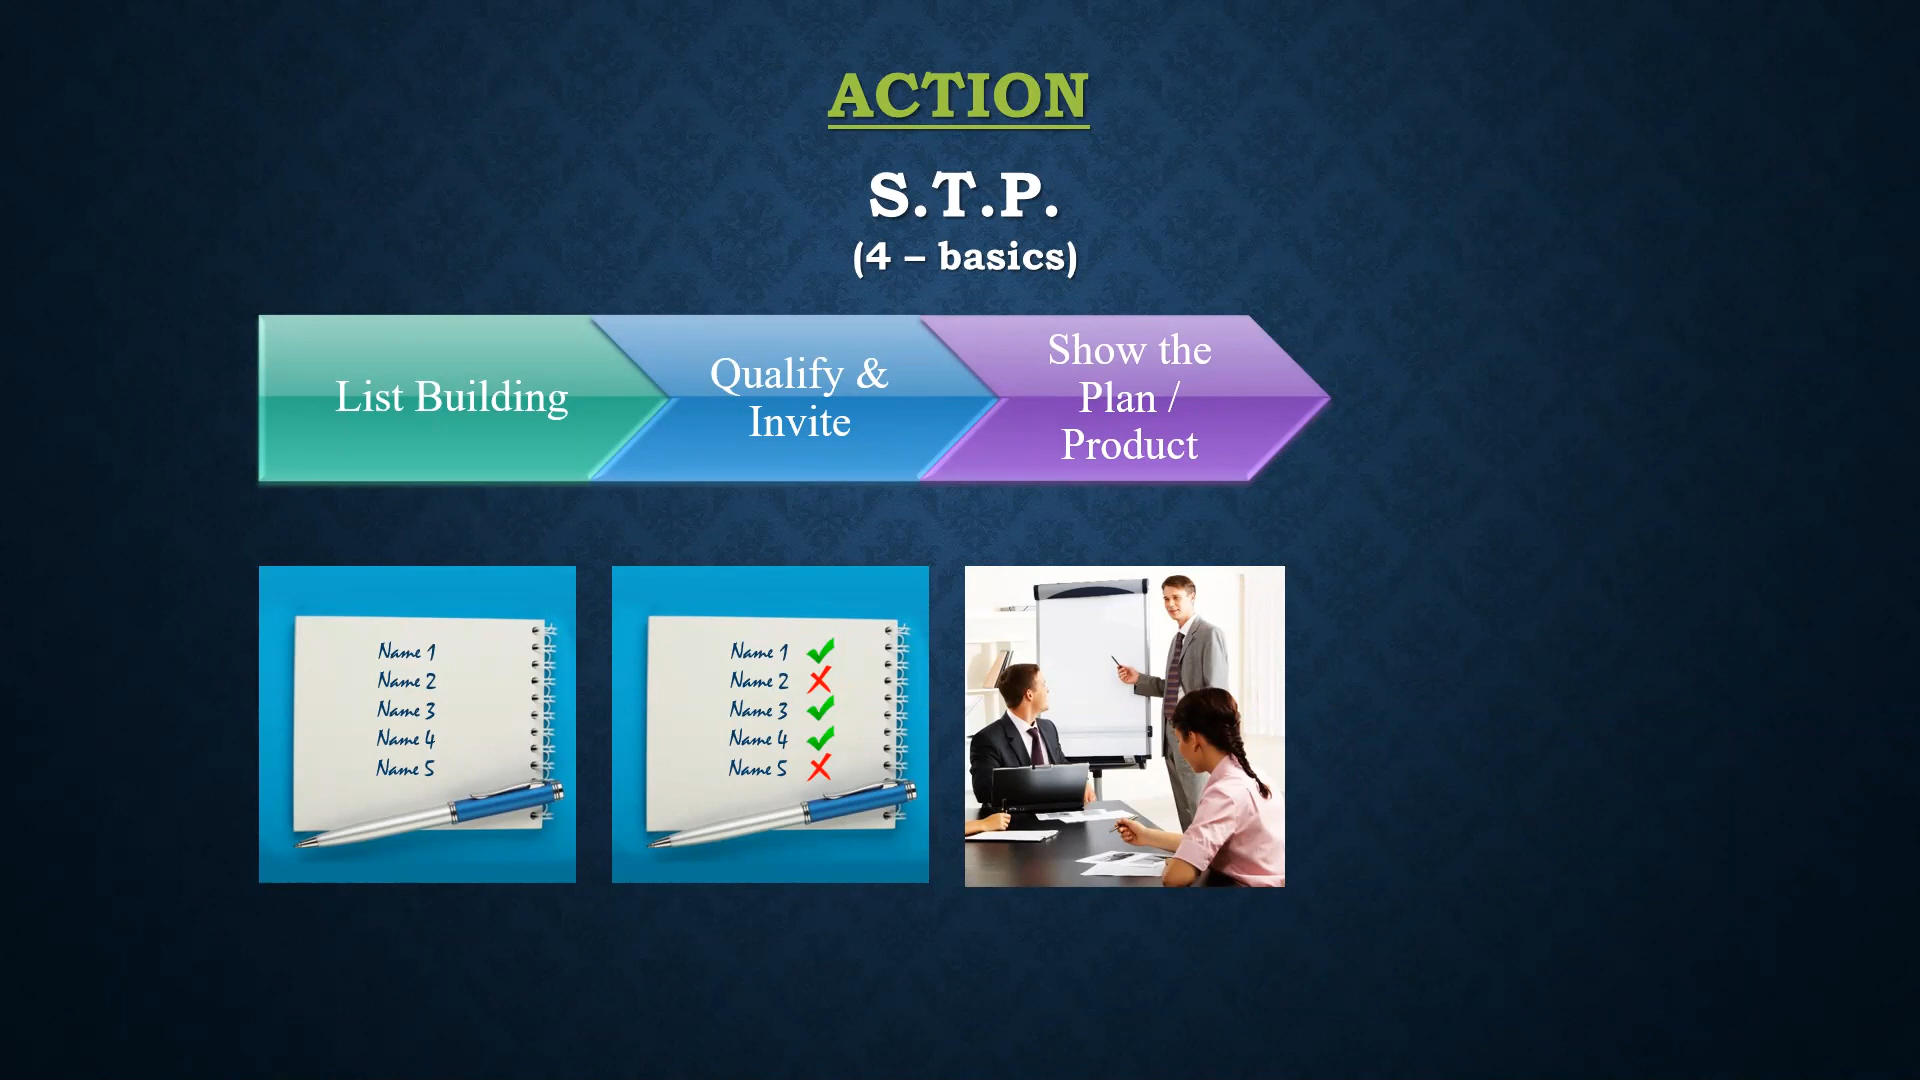 ACTION
S.T.P.
(4 – basics)
List Building
Qualify &
Invite
Show the
Plan /
Product
Name 1
Name 2
Name 3
Name 4
Name 5
Name 1
Name 2
Name 3
Name 4
Name 5